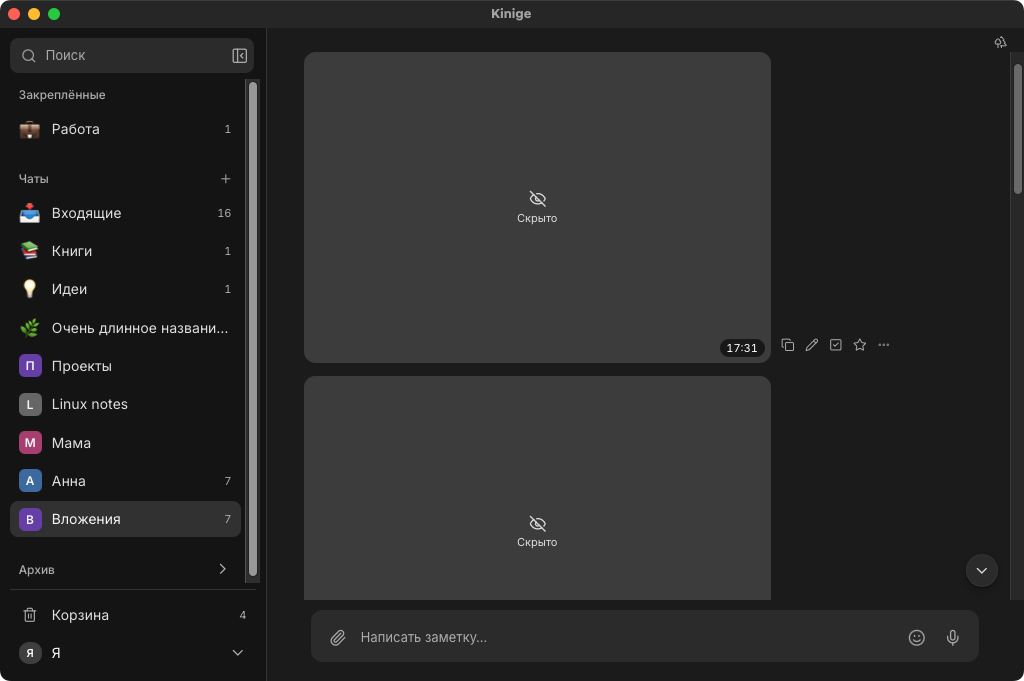 Kinige
Поиск
Закреплённые
Работа 1
Чаты
Входящие 16
Книги 1
Идеи 1
Очень длинное названи...
П Проекты
L Linux notes
М Мама
А Анна 7
В Вложения 7
Архив
Корзина 4
Я Я
Скрыто
17:31
Скрыто
Написать заметку...